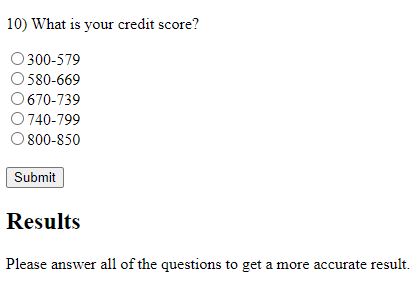 10) What is your credit score?
300-579
580-669
670-739
740-799
800-850
Submit
Results
Please answer all of the questions to get a more accurate result.